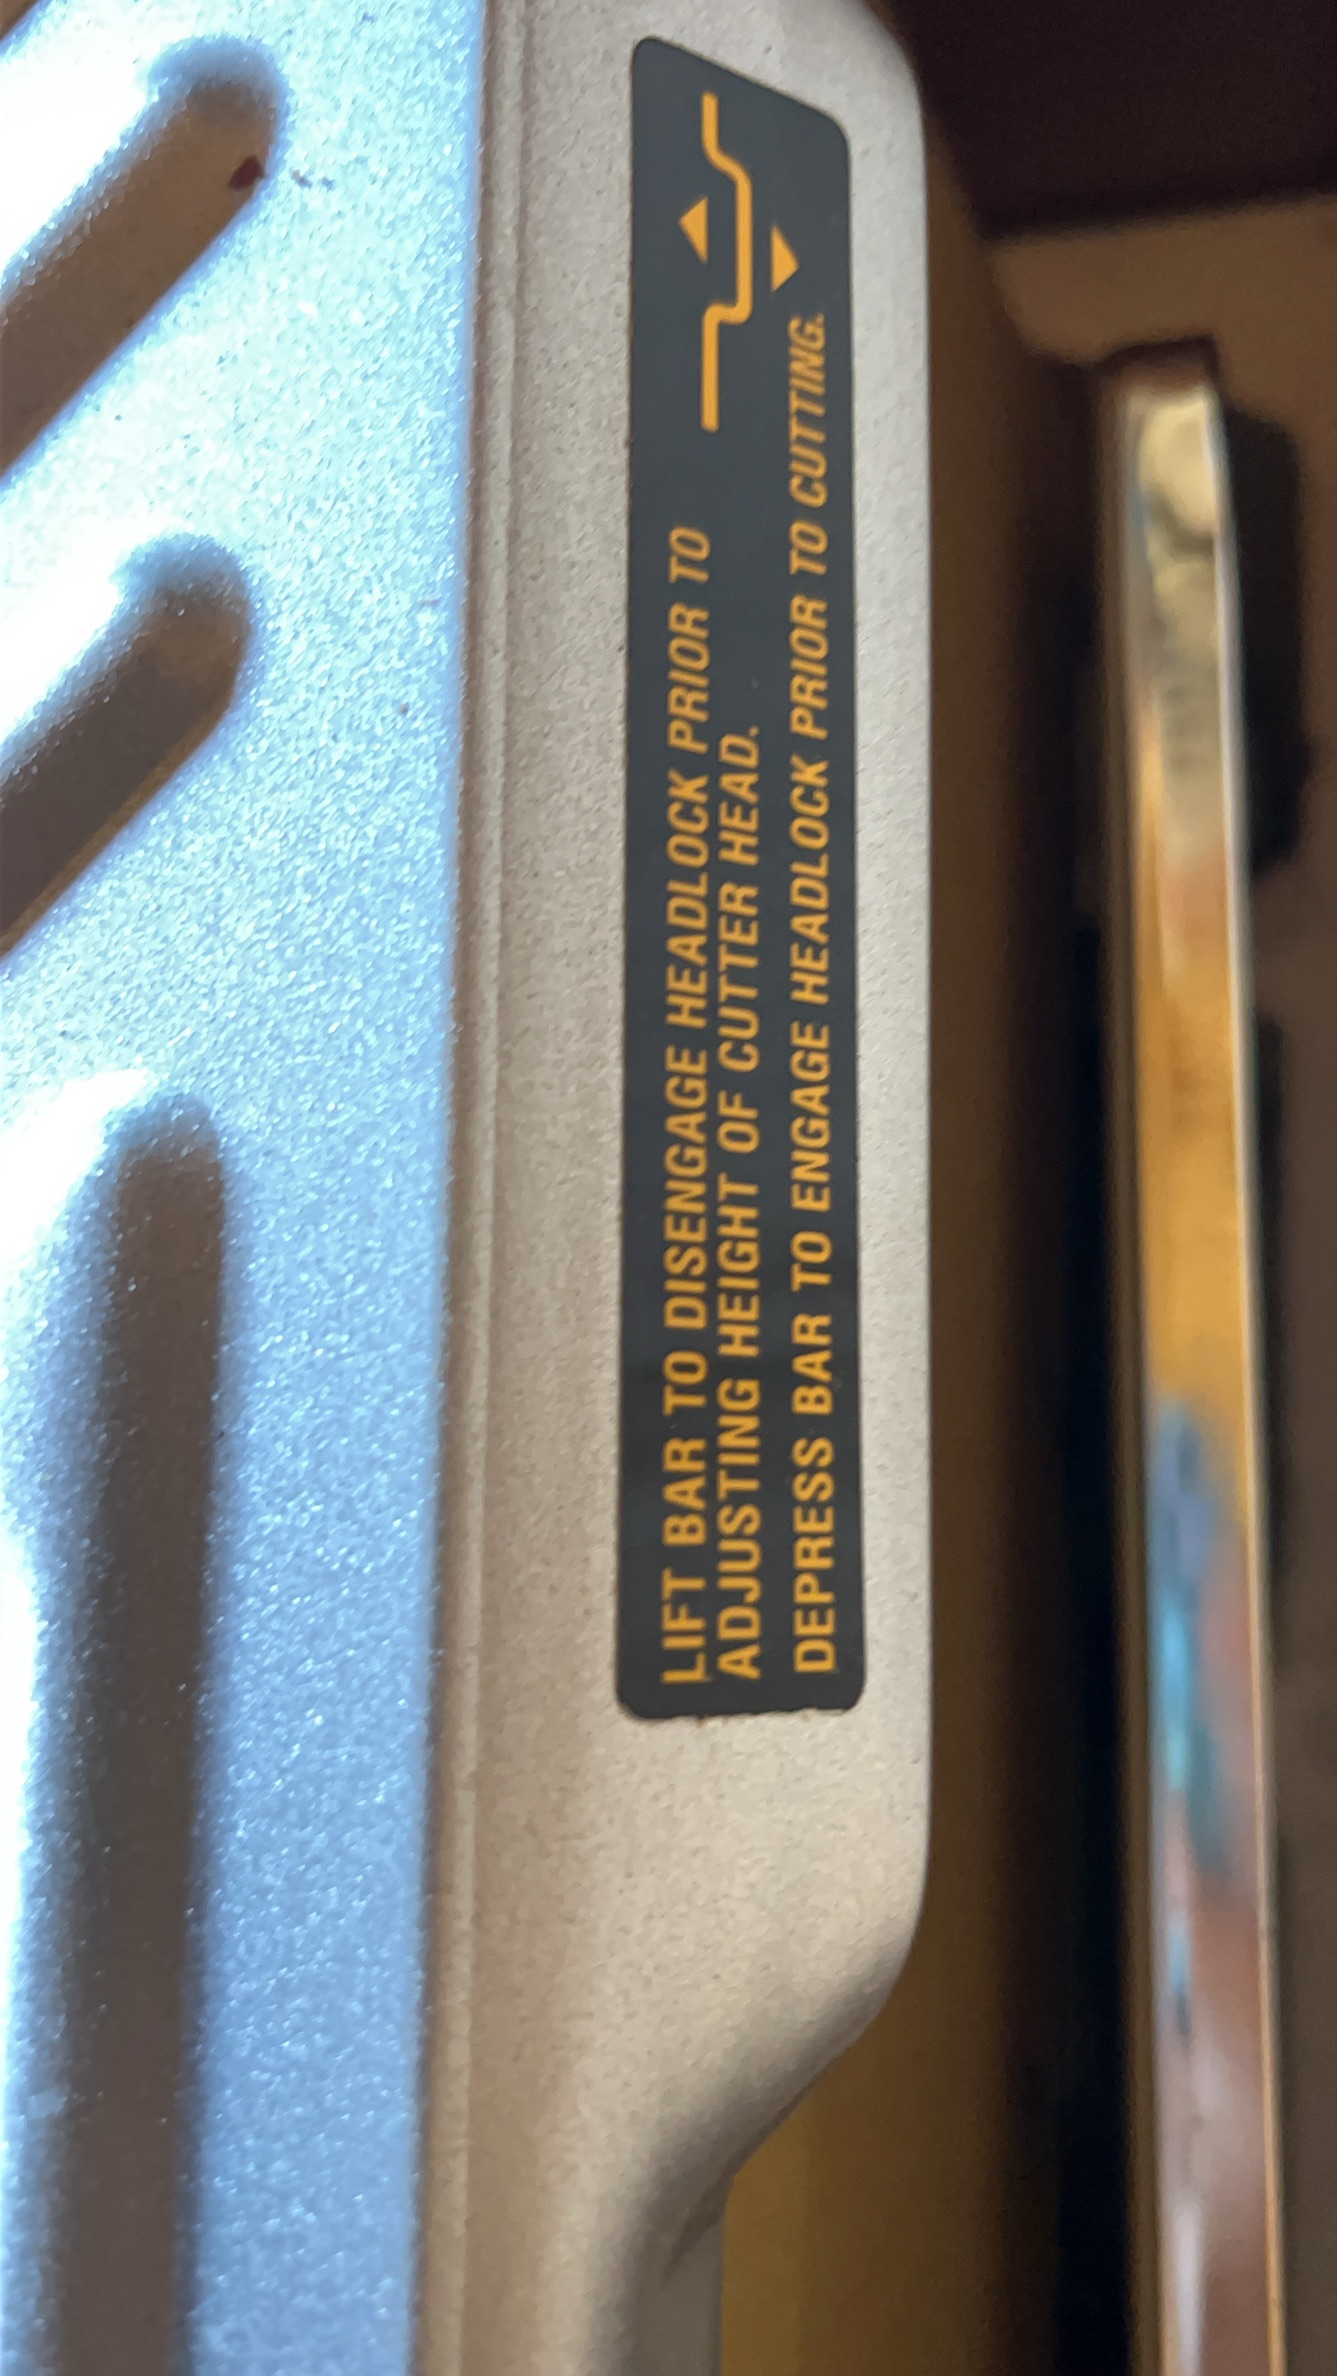 LIFT BAR TO DISENGAGE HEADLOCK PRIOR TO
ADJUSTING HEIGHT OF CUTTER HEAD.
DEPRESS BAR TO ENGAGE HEADLOCK PRIOR TO CUTTING.